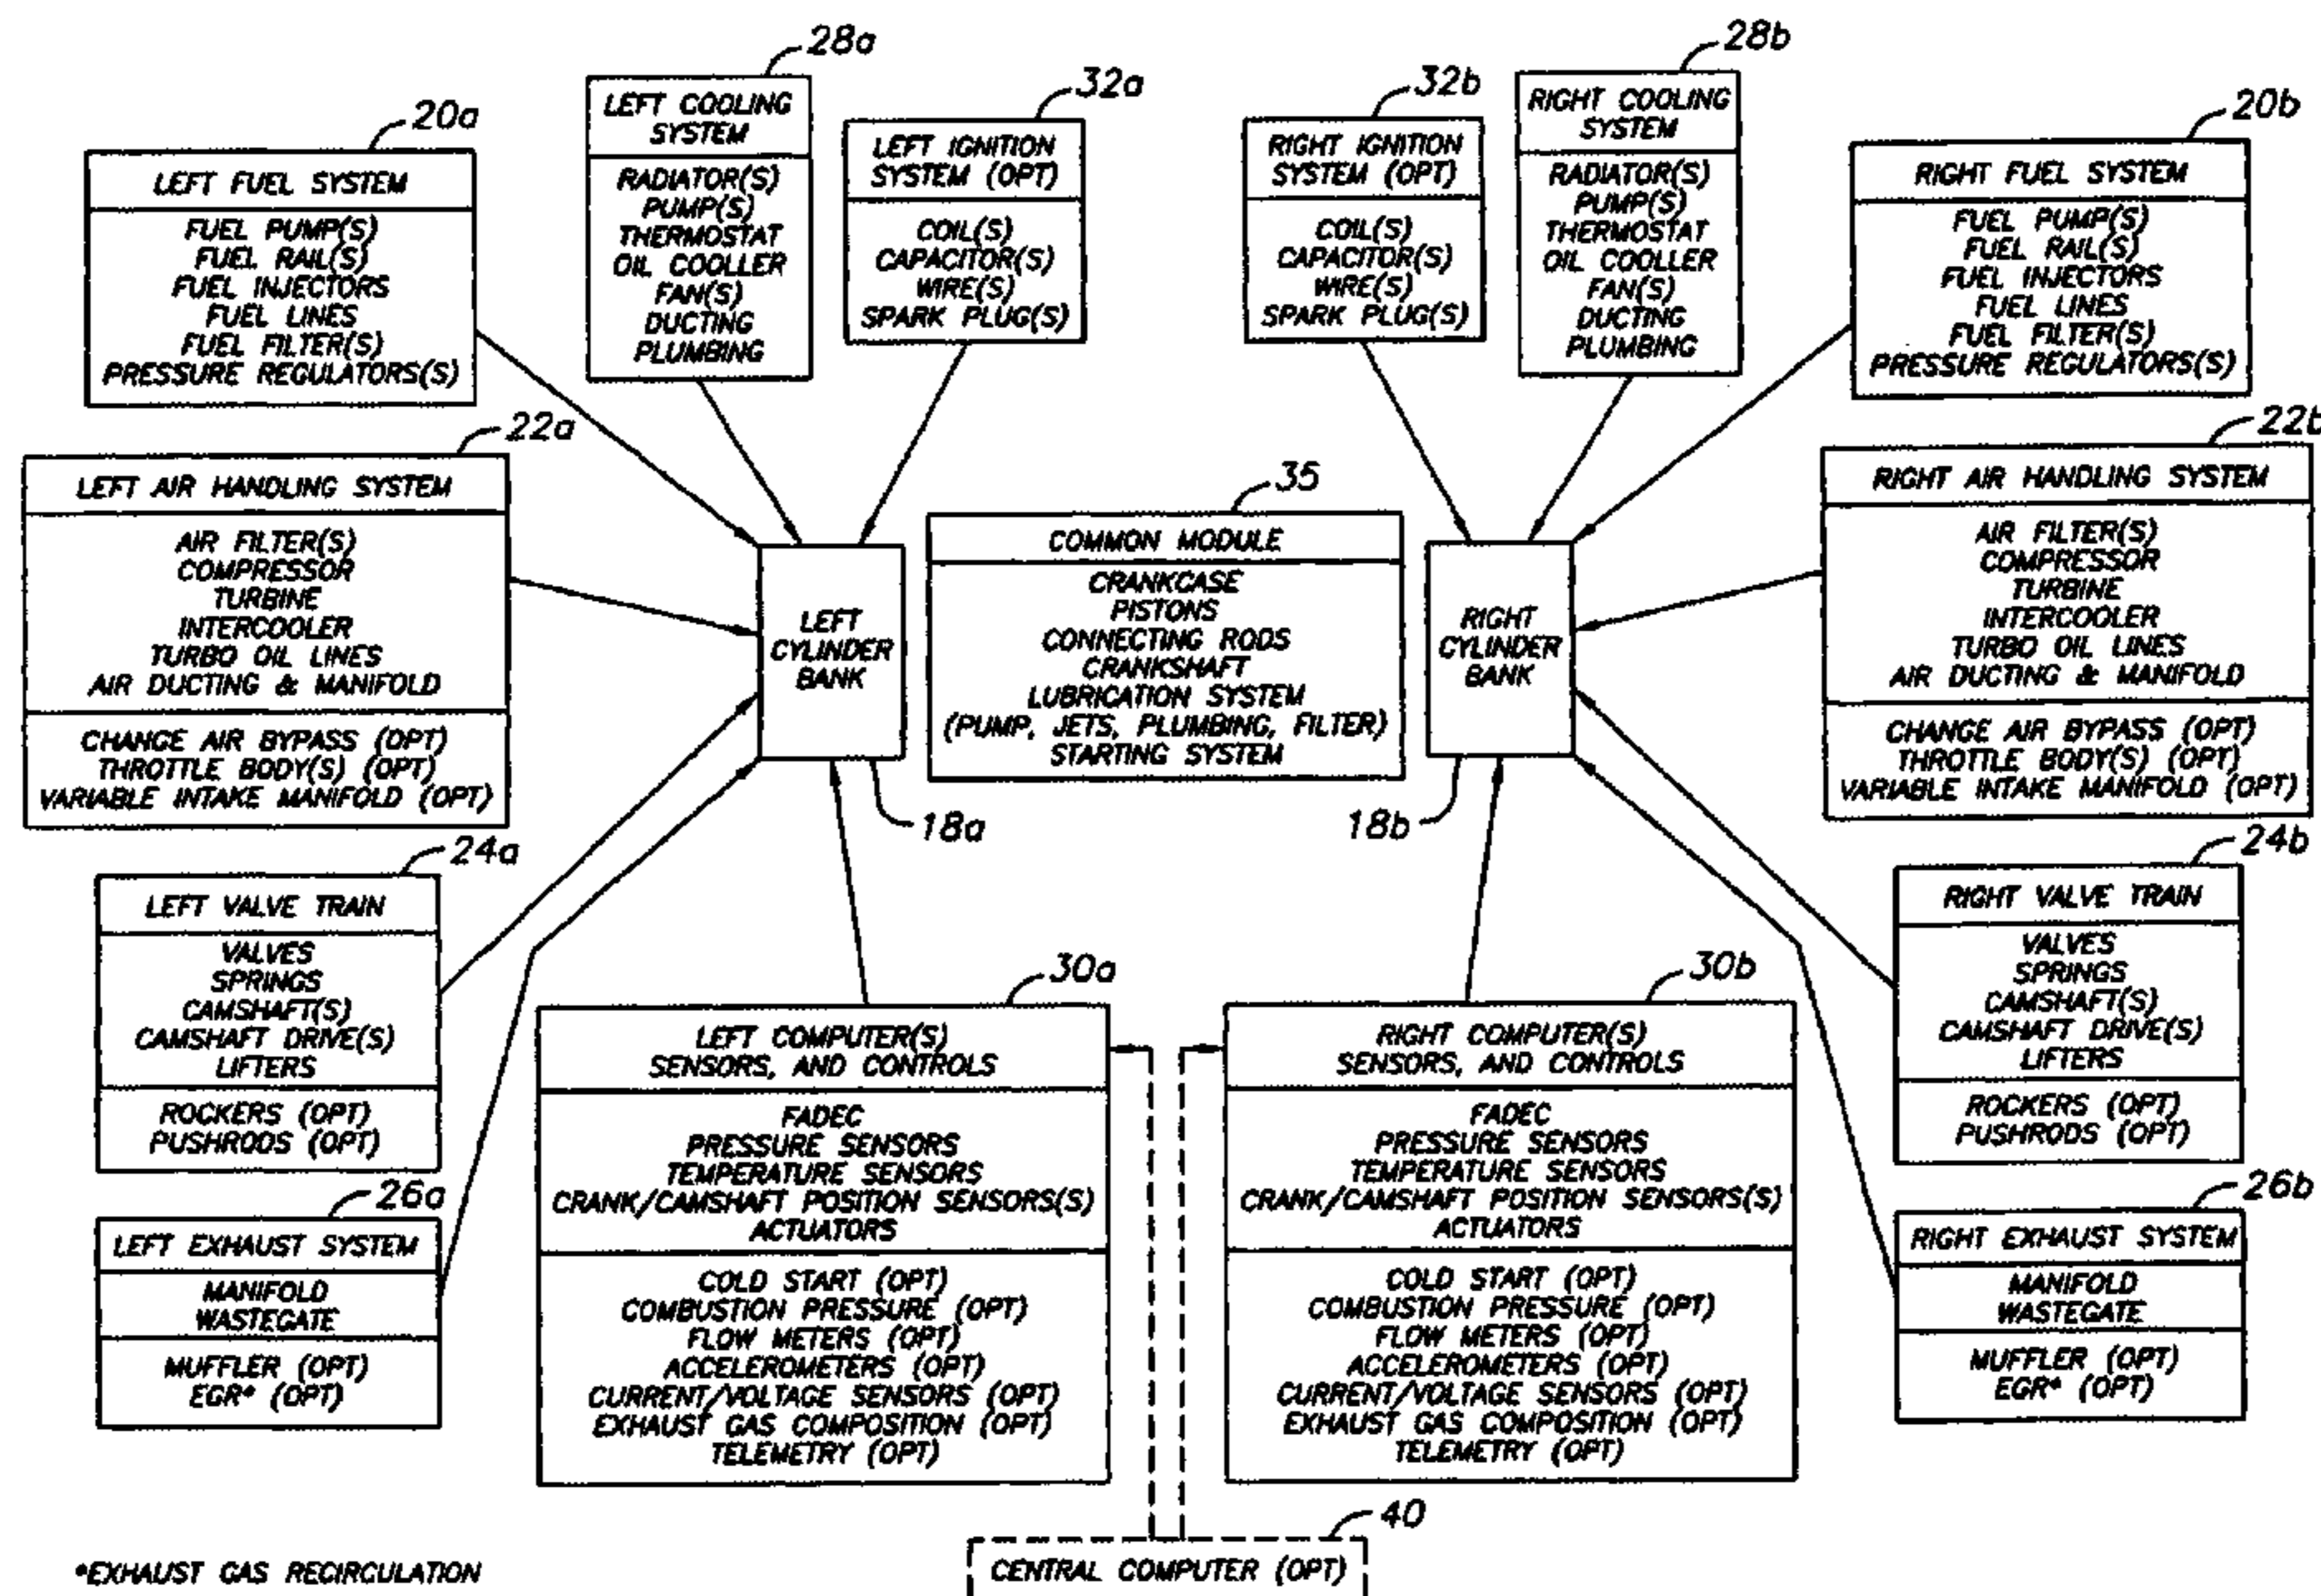 28a
LEFT COOLING
SYSTEM
RADIATOR(S)
PUMP(S)
THERMOSTAT
OIL COOLLER
FAN(S)
DUCTING
PLUMBING
32a
LEFT IGNITION
SYSTEM (OPT)
COIL(S)
CAPACITOR(S)
WIRE(S)
SPARK PLUG(S)
32b
RIGHT IGNITION
SYSTEM (OPT)
COIL(S)
CAPACITOR(S)
WIRE(S)
SPARK PLUG(S)
28b
RIGHT COOLING
SYSTEM
RADIATOR(S)
PUMP(S)
THERMOSTAT
OIL COOLLER
FAN(S)
DUCTING
PLUMBING
20a
LEFT FUEL SYSTEM
FUEL PUMP(S)
FUEL RAIL(S)
FUEL INJECTORS
FUEL LINES
FUEL FILTER(S)
PRESSURE REGULATORS(S)
20b
RIGHT FUEL SYSTEM
FUEL PUMP(S)
FUEL RAIL(S)
FUEL INJECTORS
FUEL LINES
FUEL FILTER(S)
PRESSURE REGULATORS(S)
22a
LEFT AIR HANDLING SYSTEM
AIR FILTER(S)
COMPRESSOR
TURBINE
INTERCOOLER
TURBO OIL LINES
AIR DUCTING & MANIFOLD
CHANGE AIR BYPASS (OPT)
THROTTLE BODY(S) (OPT)
VARIABLE INTAKE MANIFOLD (OPT)
LEFT
CYLINDER
BANK
18a
35
COMMON MODULE
CRANKCASE
PISTONS
CONNECTING RODS
CRANKSHAFT
LUBRICATION SYSTEM
(PUMP, JETS, PLUMBING, FILTER)
STARTING SYSTEM
RIGHT
CYLINDER
BANK
18b
22b
RIGHT AIR HANDLING SYSTEM
AIR FILTER(S)
COMPRESSOR
TURBINE
INTERCOOLER
TURBO OIL LINES
AIR DUCTING & MANIFOLD
CHANGE AIR BYPASS (OPT)
THROTTLE BODY(S) (OPT)
VARIABLE INTAKE MANIFOLD (OPT)
24a
LEFT VALVE TRAIN
VALVES
SPRINGS
CAMSHAFT(S)
CAMSHAFT DRIVE(S)
LIFTERS
ROCKERS (OPT)
PUSHRODS (OPT)
24b
RIGHT VALVE TRAIN
VALVES
SPRINGS
CAMSHAFT(S)
CAMSHAFT DRIVE(S)
LIFTERS
ROCKERS (OPT)
PUSHRODS (OPT)
30a
LEFT COMPUTER(S)
SENSORS, AND CONTROLS
FADEC
PRESSURE SENSORS
TEMPERATURE SENSORS
CRANK/CAMSHAFT POSITION SENSORS(S)
ACTUATORS
COLD START (OPT)
COMBUSTION PRESSURE (OPT)
FLOW METERS (OPT)
ACCELEROMETERS (OPT)
CURRENT/VOLTAGE SENSORS (OPT)
EXHAUST GAS COMPOSITION (OPT)
TELEMETRY (OPT)
30b
RIGHT COMPUTER(S)
SENSORS, AND CONTROLS
FADEC
PRESSURE SENSORS
TEMPERATURE SENSORS
CRANK/CAMSHAFT POSITION SENSORS(S)
ACTUATORS
COLD START (OPT)
COMBUSTION PRESSURE (OPT)
FLOW METERS (OPT)
ACCELEROMETERS (OPT)
CURRENT/VOLTAGE SENSORS (OPT)
EXHAUST GAS COMPOSITION (OPT)
TELEMETRY (OPT)
26a
LEFT EXHAUST SYSTEM
MANIFOLD
WASTEGATE
MUFFLER (OPT)
EGR* (OPT)
26b
RIGHT EXHAUST SYSTEM
MANIFOLD
WASTEGATE
MUFFLER (OPT)
EGR* (OPT)
40
CENTRAL COMPUTER (OPT)
*EXHAUST GAS RECIRCULATION